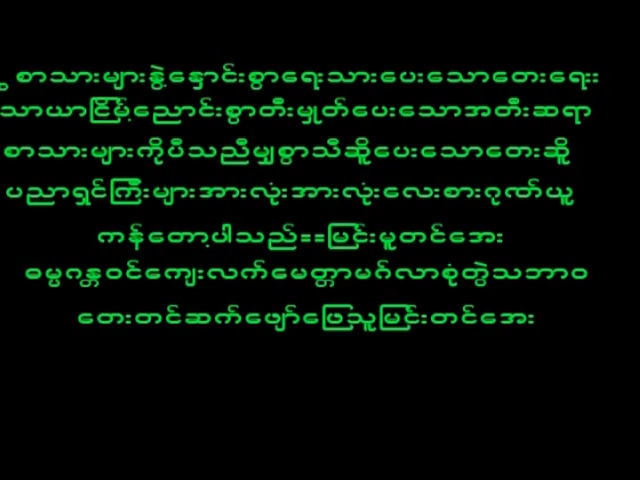 စာသားများနွဲ့နှောင်းစွာရေးသားပေးသောတေးရေး
သာယာငြိမ့်ညောင်းစွာတီးမှုတ်ပေးသောအတီးဆရာ
စာသားများကိုပီသညီမျှစွာသီဆိူပေးသောတေးဆိူ
ပညာရှင်ကြီးများအားလုံးအားလုံးလေးစားဂုဏ်ယူ
ကန်တော့ပါသည်==မြင်းမူတင်အေး
ဓမ္မဂန္တဝင်ကျေးလက်မေတ္တာမဂ်လာစုံတွဲသဘာဝ
တေးတင်ဆက်ဖျော်ဖြေသူမြင်းတင်အေး